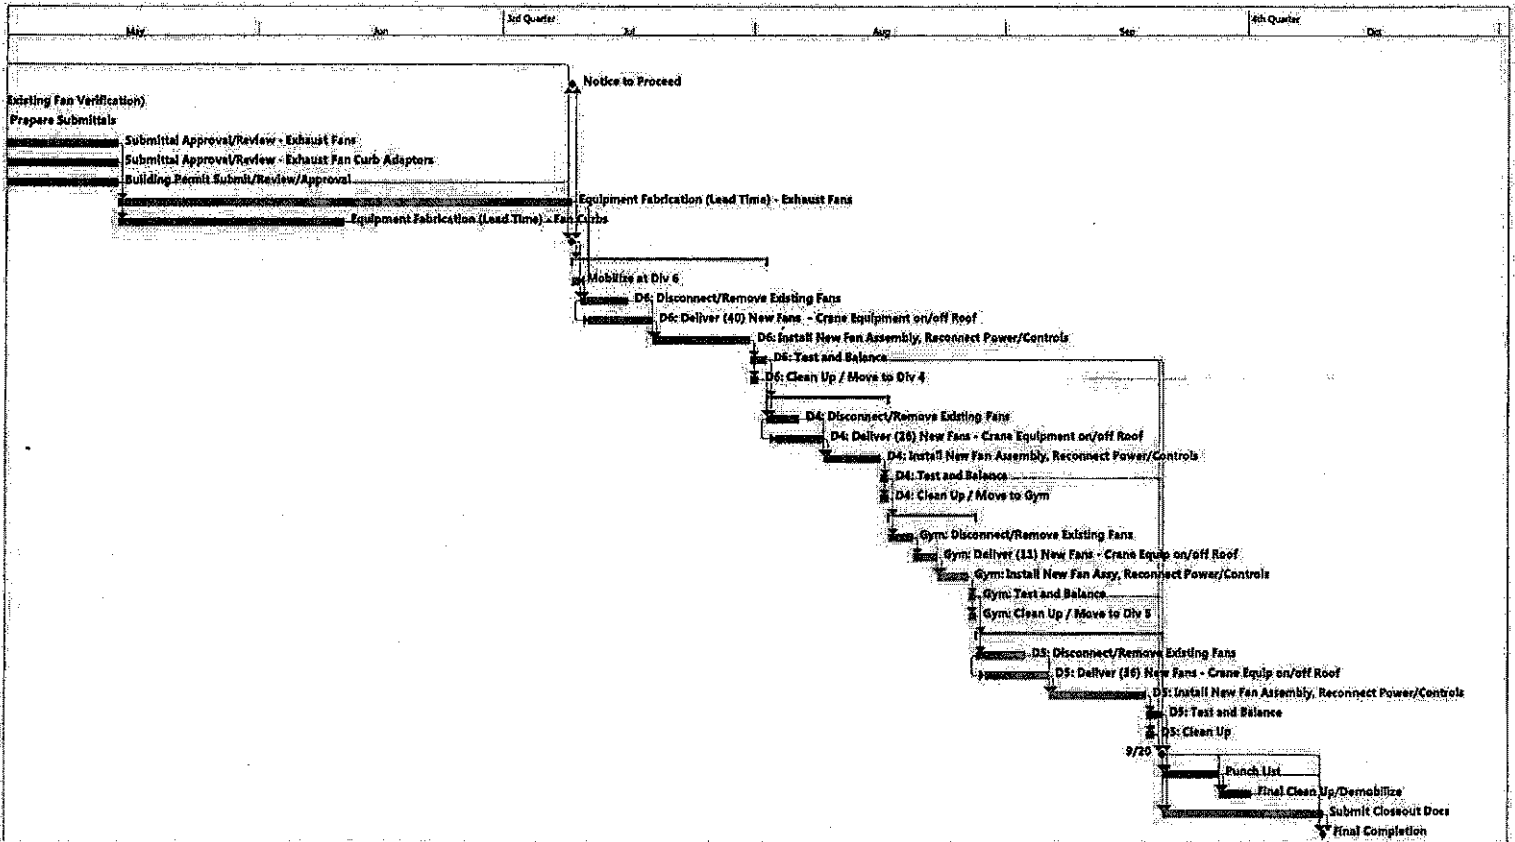 3rd Quarter
4th Quarter
May
Jun
Jul
Aug
Sep
Oct
Notice to Proceed
Existing Fan Verification)
Prepare Submittals
Submittal Approval/Review - Exhaust Fans
Submittal Approval/Review - Exhaust Fan Curb Adaptors
Building Permit Submit/Review/Approval
Equipment Fabrication (Lead Time) - Exhaust Fans
Equipment Fabrication (Lead Time) - Fan Curbs
Mobilize at Div 6
D6: Disconnect/Remove Existing Fans
D6: Deliver (40) New Fans - Crane Equipment on/off Roof
D6: Install New Fan Assembly, Reconnect Power/Controls
D6: Test and Balance
D6: Clean Up / Move to Div 4
D4: Disconnect/Remove Existing Fans
D4: Deliver (26) New Fans - Crane Equipment on/off Roof
D4: Install New Fan Assembly, Reconnect Power/Controls
D4: Test and Balance
D4: Clean Up / Move to Gym
Gym: Disconnect/Remove Existing Fans
Gym: Deliver (11) New Fans - Crane Equip on/off Roof
Gym: Install New Fan Assy, Reconnect Power/Controls
Gym: Test and Balance
Gym: Clean Up / Move to Div 5
D5: Disconnect/Remove Existing Fans
D5: Deliver (36) New Fans - Crane Equip on/off Roof
D5: Install New Fan Assembly, Reconnect Power/Controls
D5: Test and Balance
D5: Clean Up
9/20
Punch List
Final Clean Up/Demobilize
Submit Closeout Docs
Final Completion